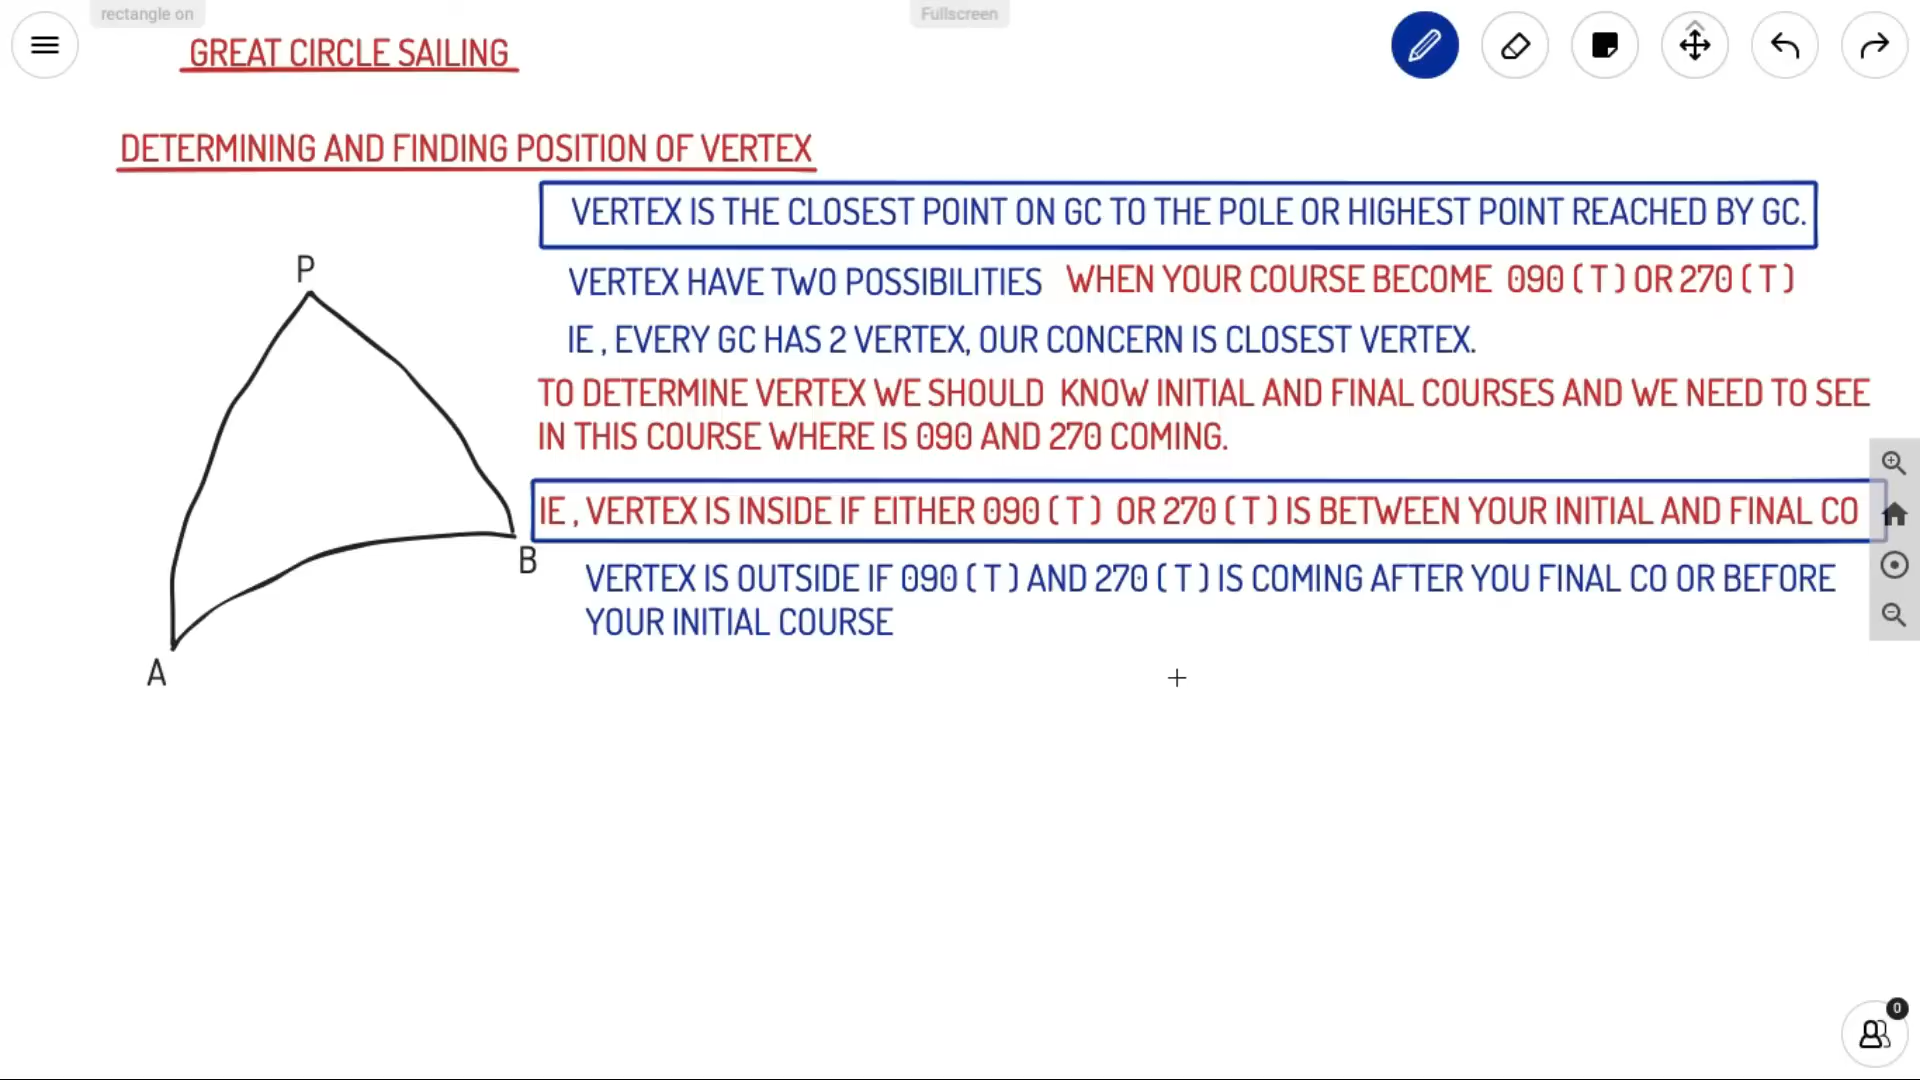 rectangle on
Fullscreen
GREAT CIRCLE SAILING
DETERMINING AND FINDING POSITION OF VERTEX
VERTEX IS THE CLOSEST POINT ON GC TO THE POLE OR HIGHEST POINT REACHED BY GC.
P
VERTEX HAVE TWO POSSIBILITIES WHEN YOUR COURSE BECOME 090 ( T ) OR 270 ( T )
IE , EVERY GC HAS 2 VERTEX, OUR CONCERN IS CLOSEST VERTEX.
TO DETERMINE VERTEX WE SHOULD KNOW INITIAL AND FINAL COURSES AND WE NEED TO SEE
IN THIS COURSE WHERE IS 090 AND 270 COMING.
IE , VERTEX IS INSIDE IF EITHER 090 ( T ) OR 270 ( T ) IS BETWEEN YOUR INITIAL AND FINAL CO
B
VERTEX IS OUTSIDE IF 090 ( T ) AND 270 ( T ) IS COMING AFTER YOU FINAL CO OR BEFORE
YOUR INITIAL COURSE
A
0